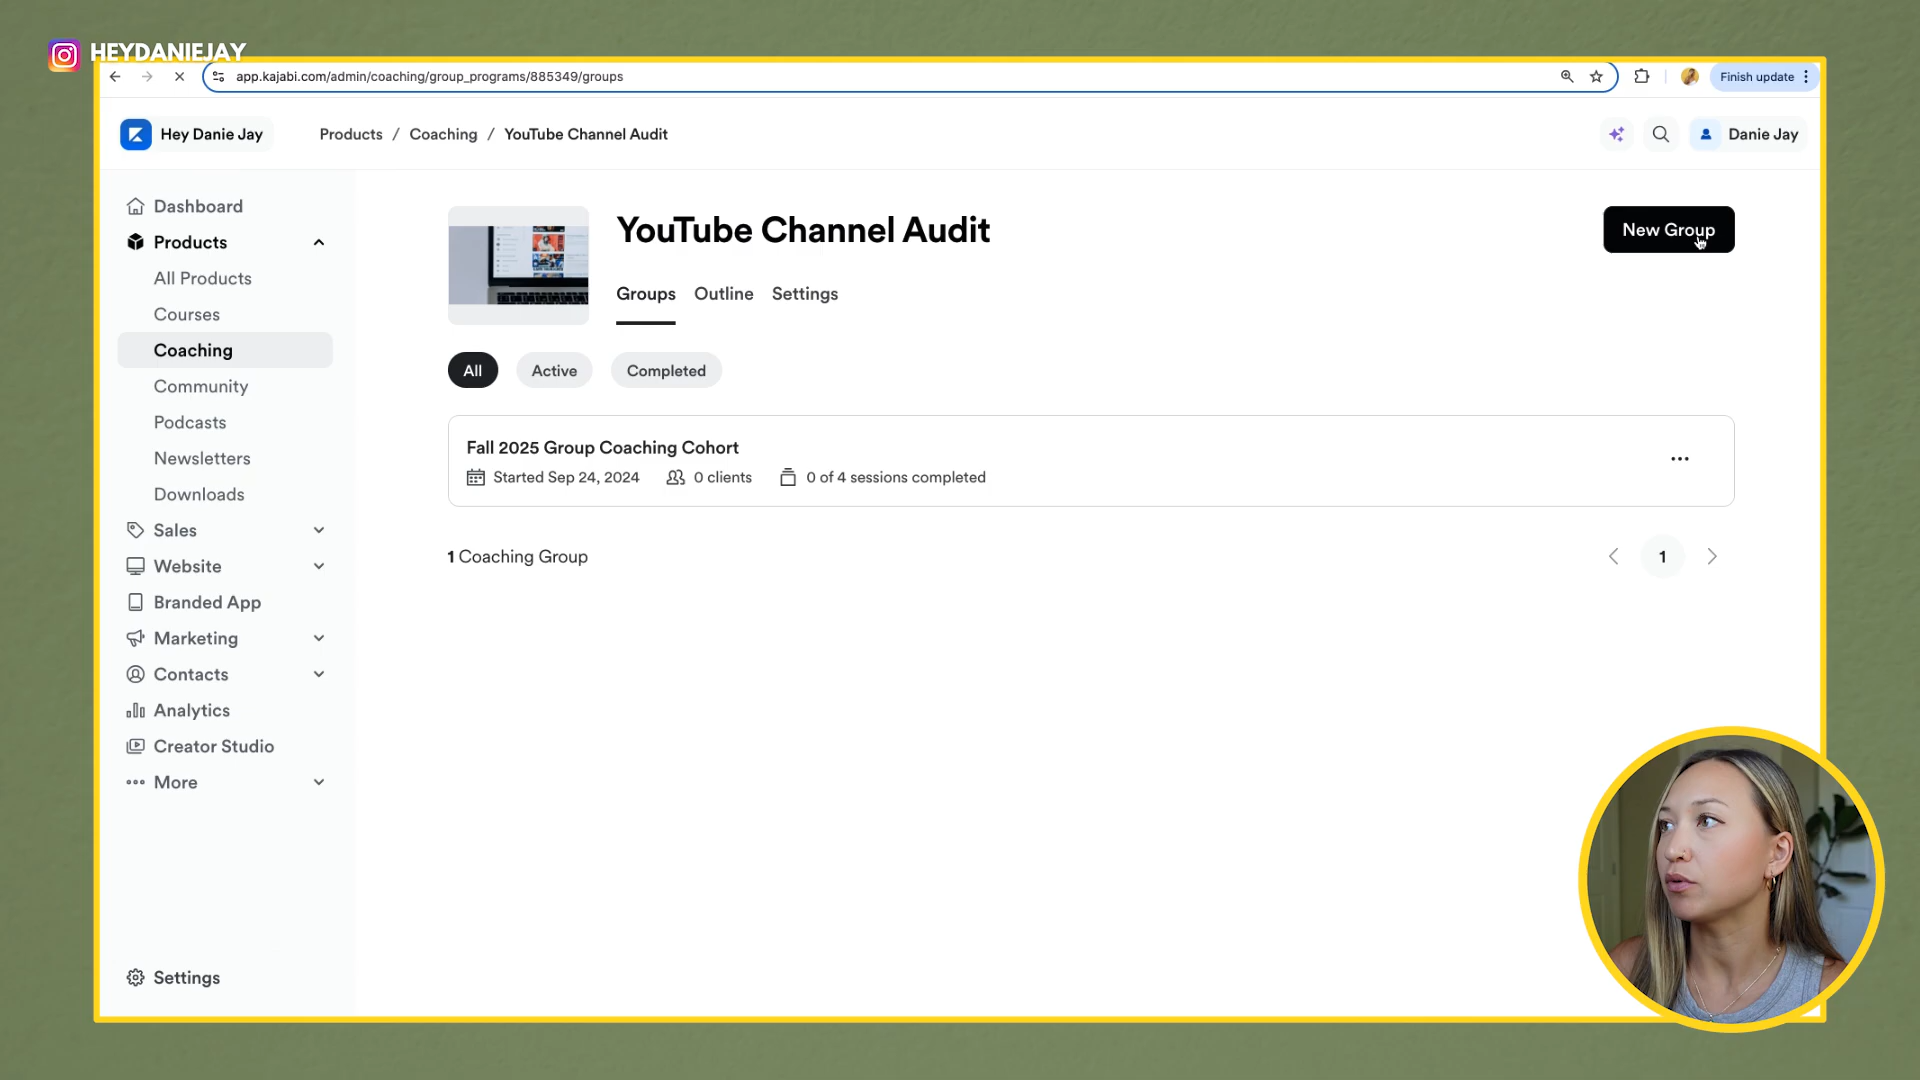 HEYDANIEJAY
app.kajabi.com/admin/coaching/group_programs/885349/groups
Finish update
Hey Danie Jay
Products / Coaching / YouTube Channel Audit
Danie Jay
Dashboard
Products
All Products
Courses
Coaching
Community
Podcasts
Newsletters
Downloads
Sales
Website
Branded App
Marketing
Contacts
Analytics
Creator Studio
More
Settings
YouTube Channel Audit
New Group
Groups Outline Settings
All Active Completed
Fall 2025 Group Coaching Cohort
Started Sep 24, 2024 0 clients 0 of 4 sessions completed
1 Coaching Group
1